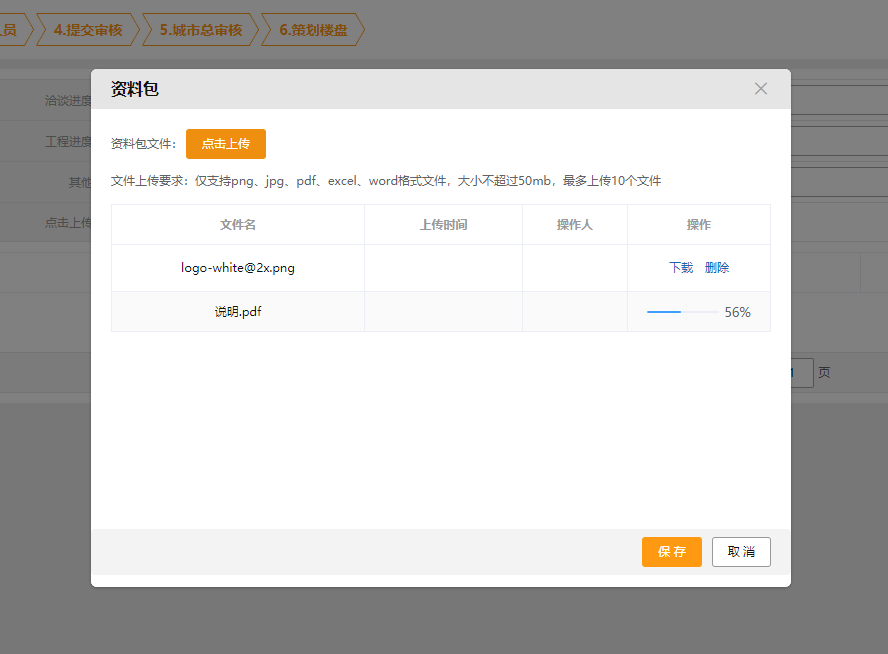 员 4.提交审核 5.城市总审核 6.策划楼盘
资料包
洽谈进度
工程进度
其他
点击上传
资料包文件： 点击上传
文件上传要求：仅支持png、jpg、pdf、excel、word格式文件，大小不超过50mb，最多上传10个文件
文件名 上传时间 操作人 操作
logo-white@2x.png 下载 删除
说明.pdf 56%
1 页
保存 取消